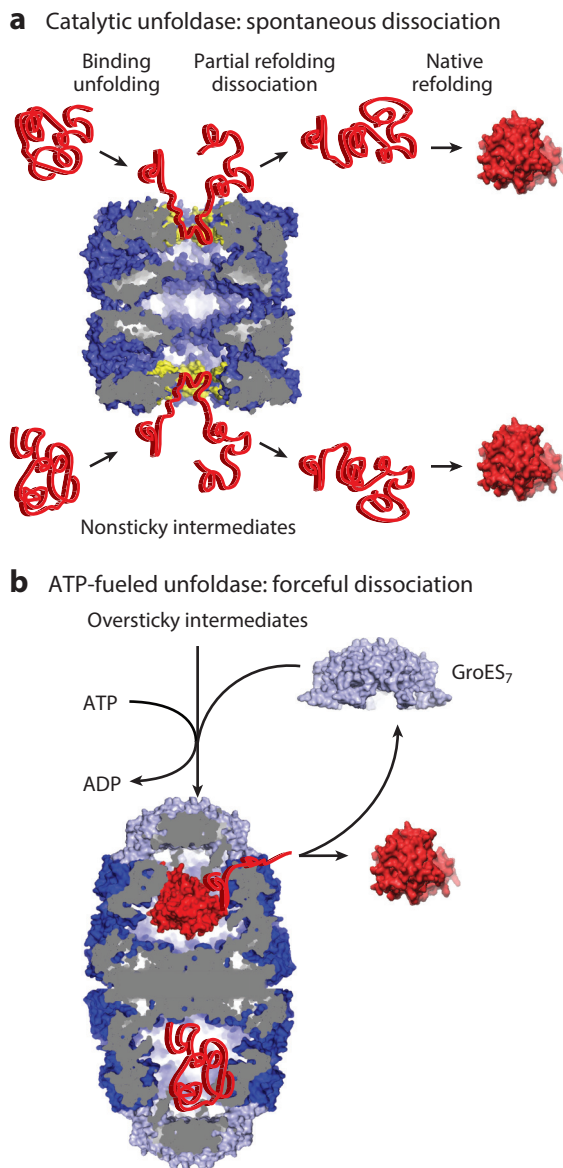 a Catalytic unfoldase: spontaneous dissociation
Binding unfolding
Partial refolding dissociation
Native refolding
Nonsticky intermediates
b ATP-fueled unfoldase: forceful dissociation
Oversticky intermediates
GroES₇
ATP
ADP